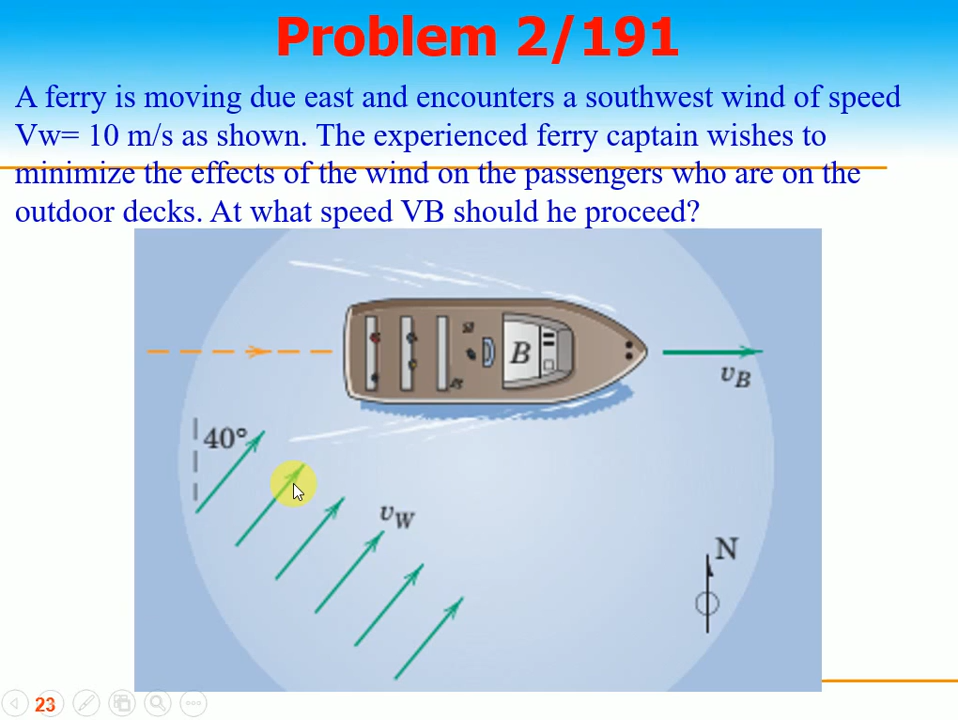 Problem 2/191
A ferry is moving due east and encounters a southwest wind of speed
Vw= 10 m/s as shown. The experienced ferry captain wishes to
minimize the effects of the wind on the passengers who are on the
outdoor decks. At what speed VB should he proceed?
B
vB
40°
vW
N
23